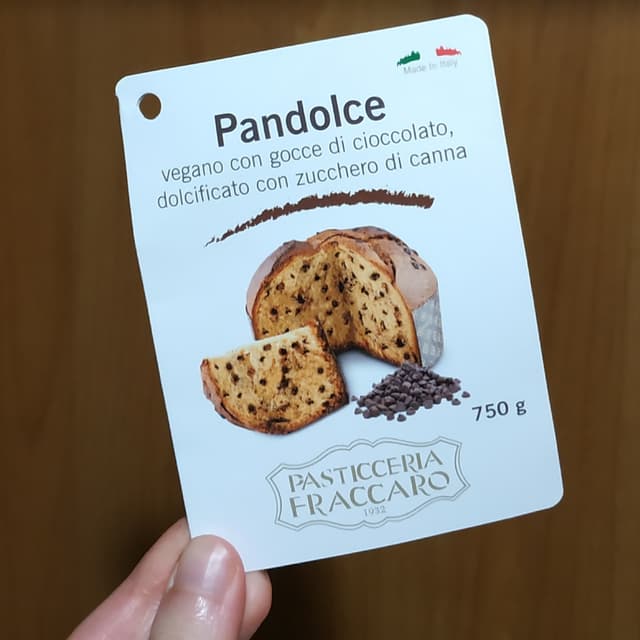 Made in Italy
Pandolce
vegano con gocce di cioccolato,
dolcificato con zucchero di canna
750 g
PASTICCERIA
FRACCARO
1932